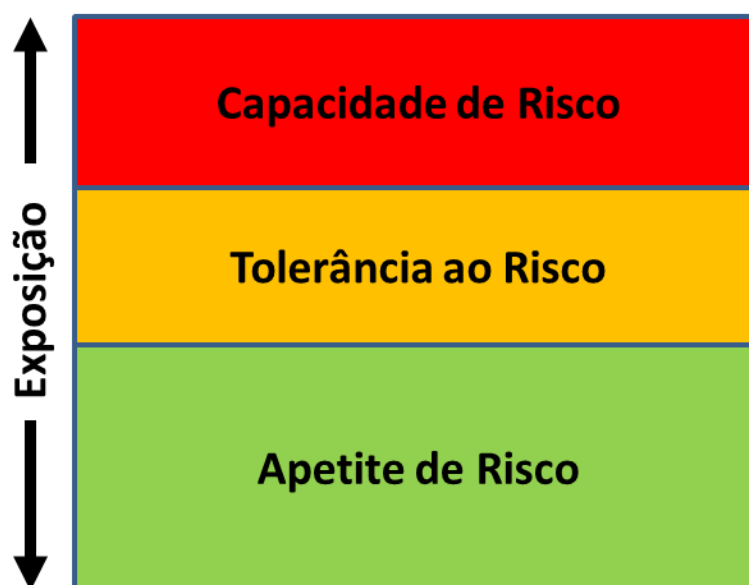 Exposição
Capacidade de Risco
Tolerância ao Risco
Apetite de Risco